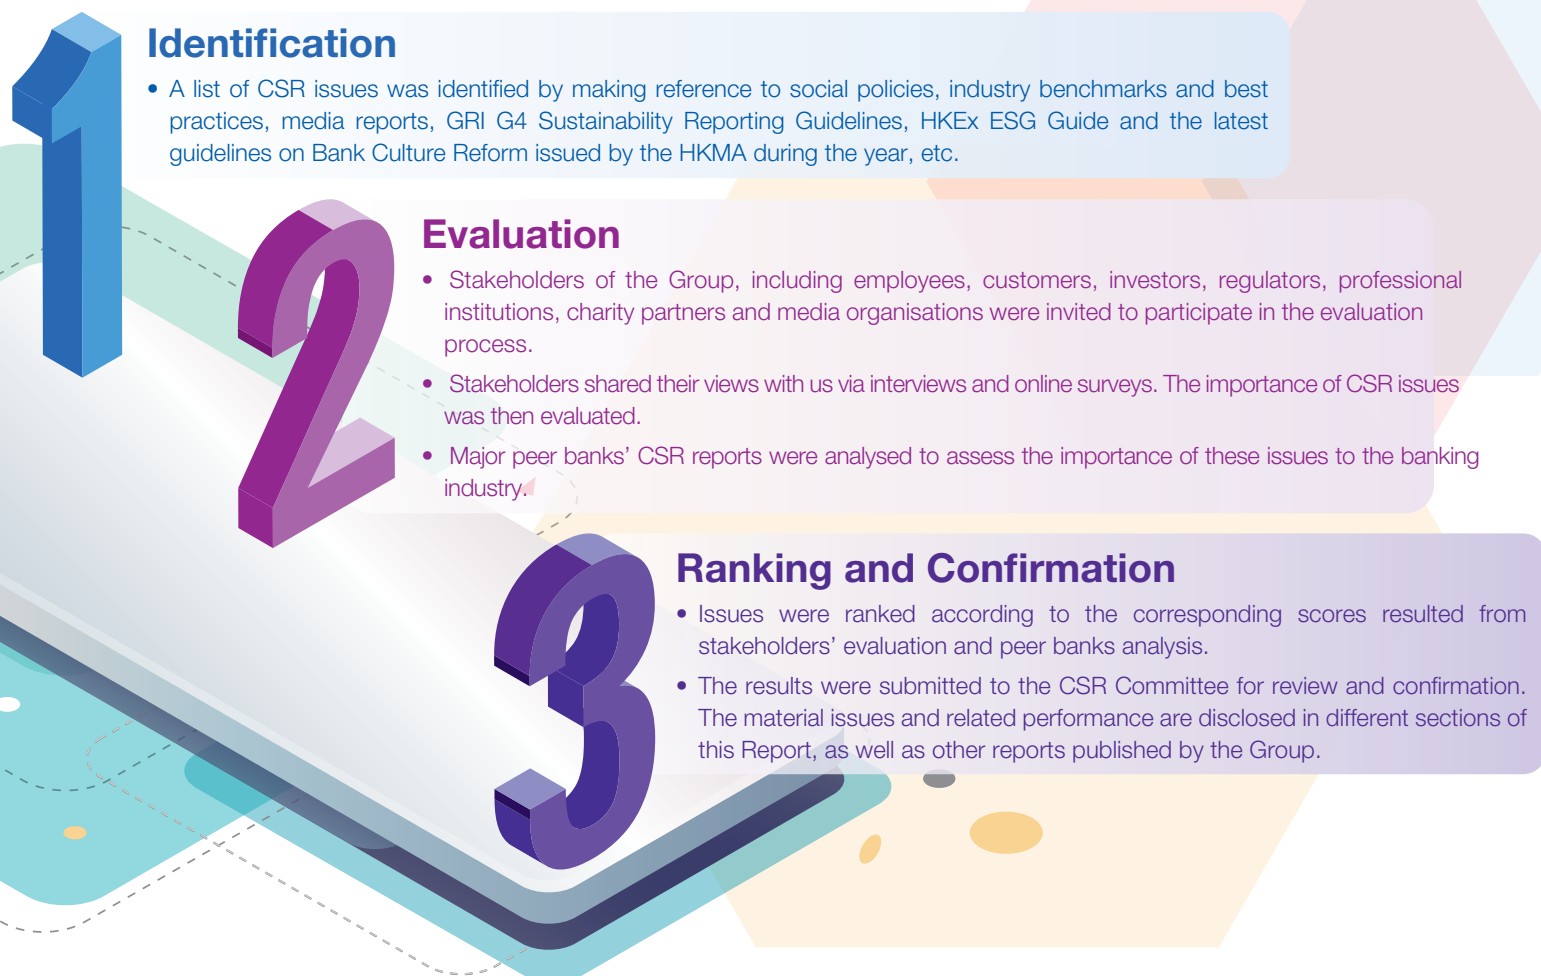 1
Identification
• A list of CSR issues was identified by making reference to social policies, industry benchmarks and best
practices, media reports, GRI G4 Sustainability Reporting Guidelines, HKEx ESG Guide and the latest
guidelines on Bank Culture Reform issued by the HKMA during the year, etc.
2
Evaluation
• Stakeholders of the Group, including employees, customers, investors, regulators, professional
institutions, charity partners and media organisations were invited to participate in the evaluation
process.
• Stakeholders shared their views with us via interviews and online surveys. The importance of CSR issues
was then evaluated.
• Major peer banks’ CSR reports were analysed to assess the importance of these issues to the banking
industry.
3
Ranking and Confirmation
• Issues were ranked according to the corresponding scores resulted from
stakeholders’ evaluation and peer banks analysis.
• The results were submitted to the CSR Committee for review and confirmation.
The material issues and related performance are disclosed in different sections of
this Report, as well as other reports published by the Group.